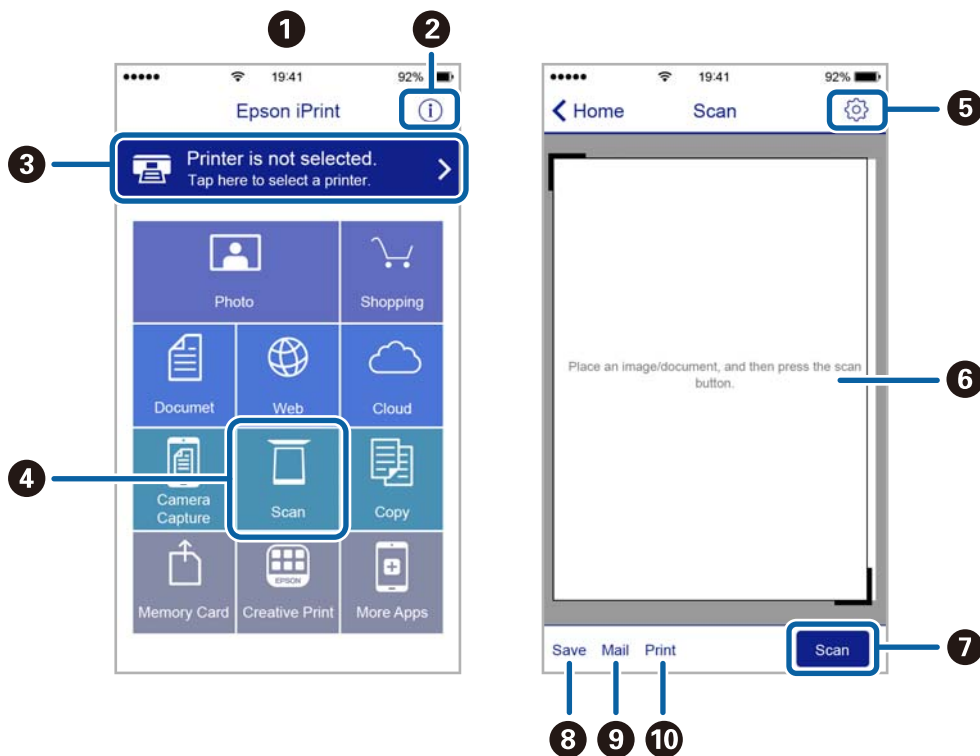 1
2
••••• 19:41 92%
Epson iPrint i
3
Printer is not selected.
Tap here to select a printer.
Photo Shopping
Documet Web Cloud
4
Camera
Capture
Scan Copy
EPSON
Memory Card Creative Print More Apps
••••• 19:41 92%
Home Scan
5
Place an image/document, and then press the scan
button.
6
Save Mail Print Scan
7
8 9 10